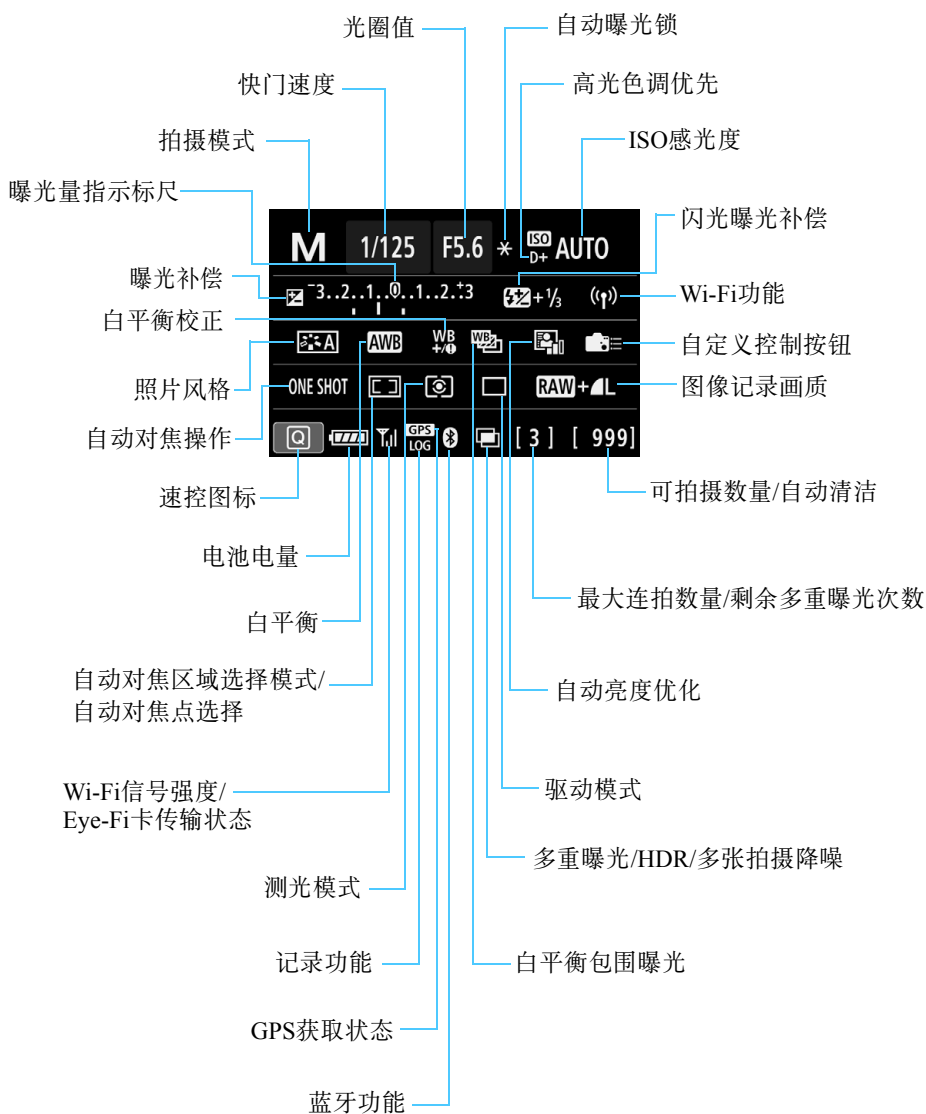 光圈值
自动曝光锁
快门速度
高光色调优先
拍摄模式
ISO感光度
曝光量指示标尺
闪光曝光补偿
M 1/125 F5.6 * ISO D+ AUTO
曝光补偿
-3..2..1..0..1..2.+3 +1/3
Wi-Fi功能
白平衡校正
A AWB WB +/- WB
自定义控制按钮
照片风格
ONE SHOT RAW+L
图像记录画质
自动对焦操作
Q GPS LOG [3] [ 999]
速控图标
可拍摄数量/自动清洁
电池电量
最大连拍数量/剩余多重曝光次数
白平衡
自动对焦区域选择模式/
自动对焦点选择
自动亮度优化
Wi-Fi信号强度/
Eye-Fi卡传输状态
驱动模式
多重曝光/HDR/多张拍摄降噪
测光模式
记录功能
白平衡包围曝光
GPS获取状态
蓝牙功能